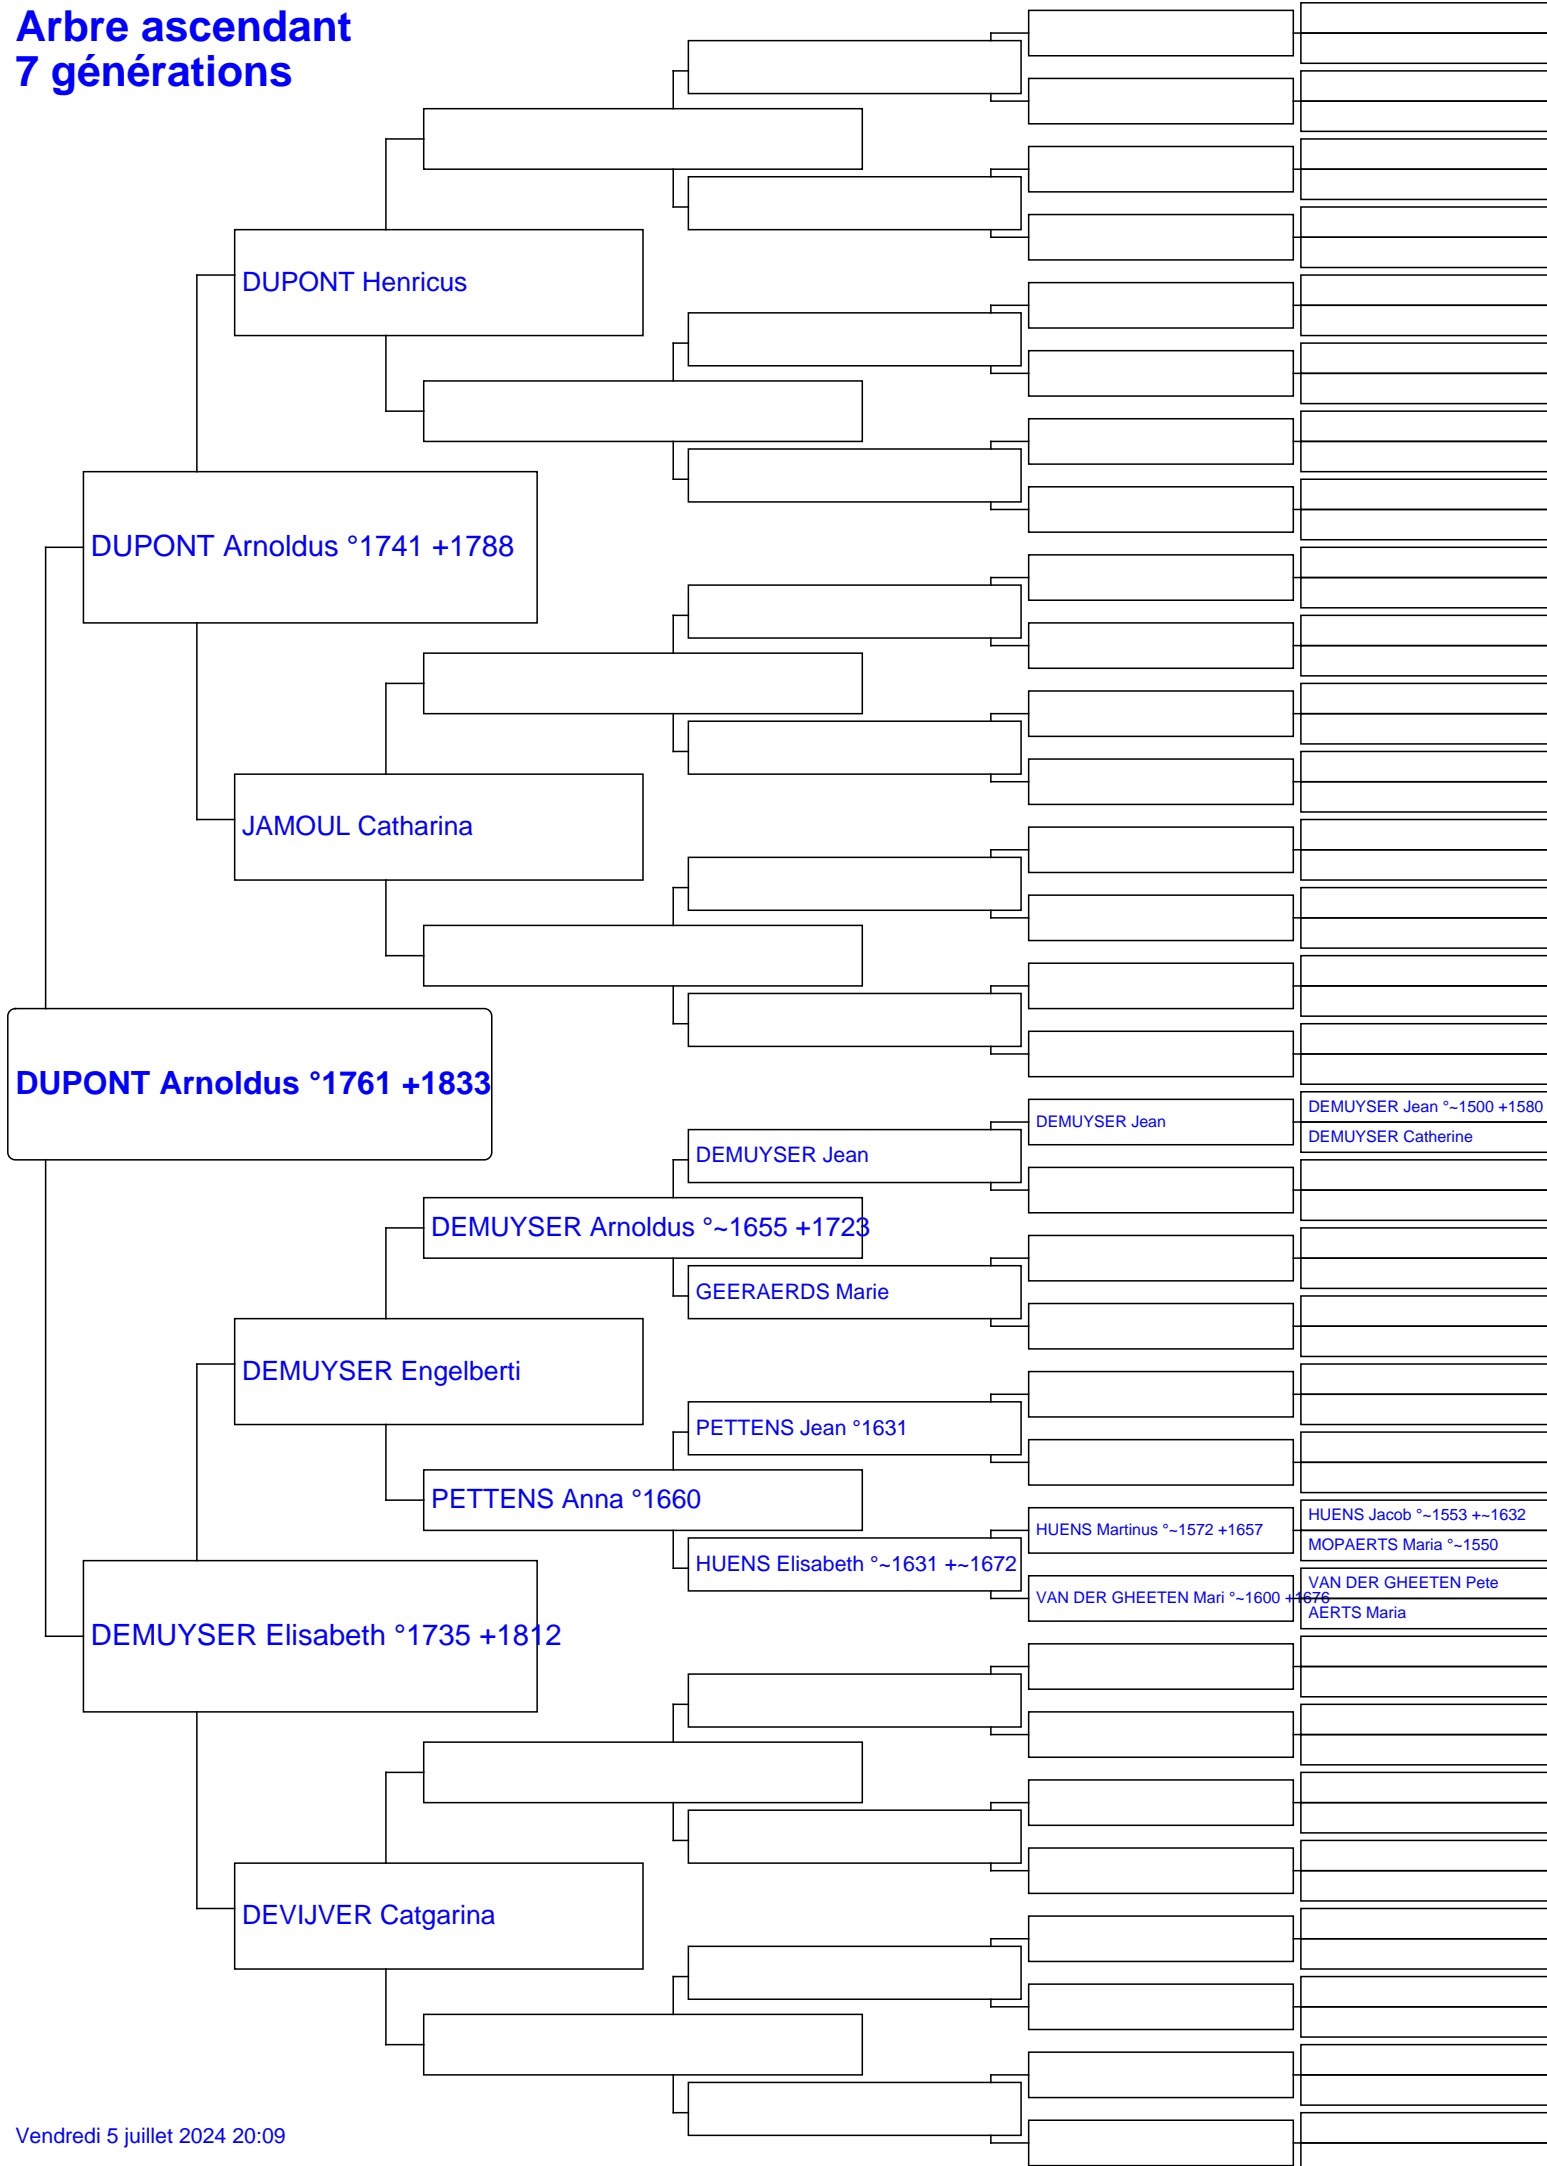 Arbre ascendant
7 générations
DUPONT Henricus
DUPONT Arnoldus °1741 +1788
JAMOUL Catharina
DUPONT Arnoldus °1761 +1833
DEMUYSER Jean °~1500 +1580
DEMUYSER Jean
DEMUYSER Catherine
DEMUYSER Jean
DEMUYSER Arnoldus °~1655 +1723
GEERAERDS Marie
DEMUYSER Engelberti
PETTENS Jean °1631
PETTENS Anna °1660
HUENS Jacob °~1553 +~1632
HUENS Martinus °~1572 +1657
MOPAERTS Maria °~1550
HUENS Elisabeth °~1631 +~1672
VAN DER GHEETEN Pete
VAN DER GHEETEN Mari °~1600 +1676
AERTS Maria
DEMUYSER Elisabeth °1735 +1812
DEVIJVER Catgarina
Vendredi 5 juillet 2024 20:09